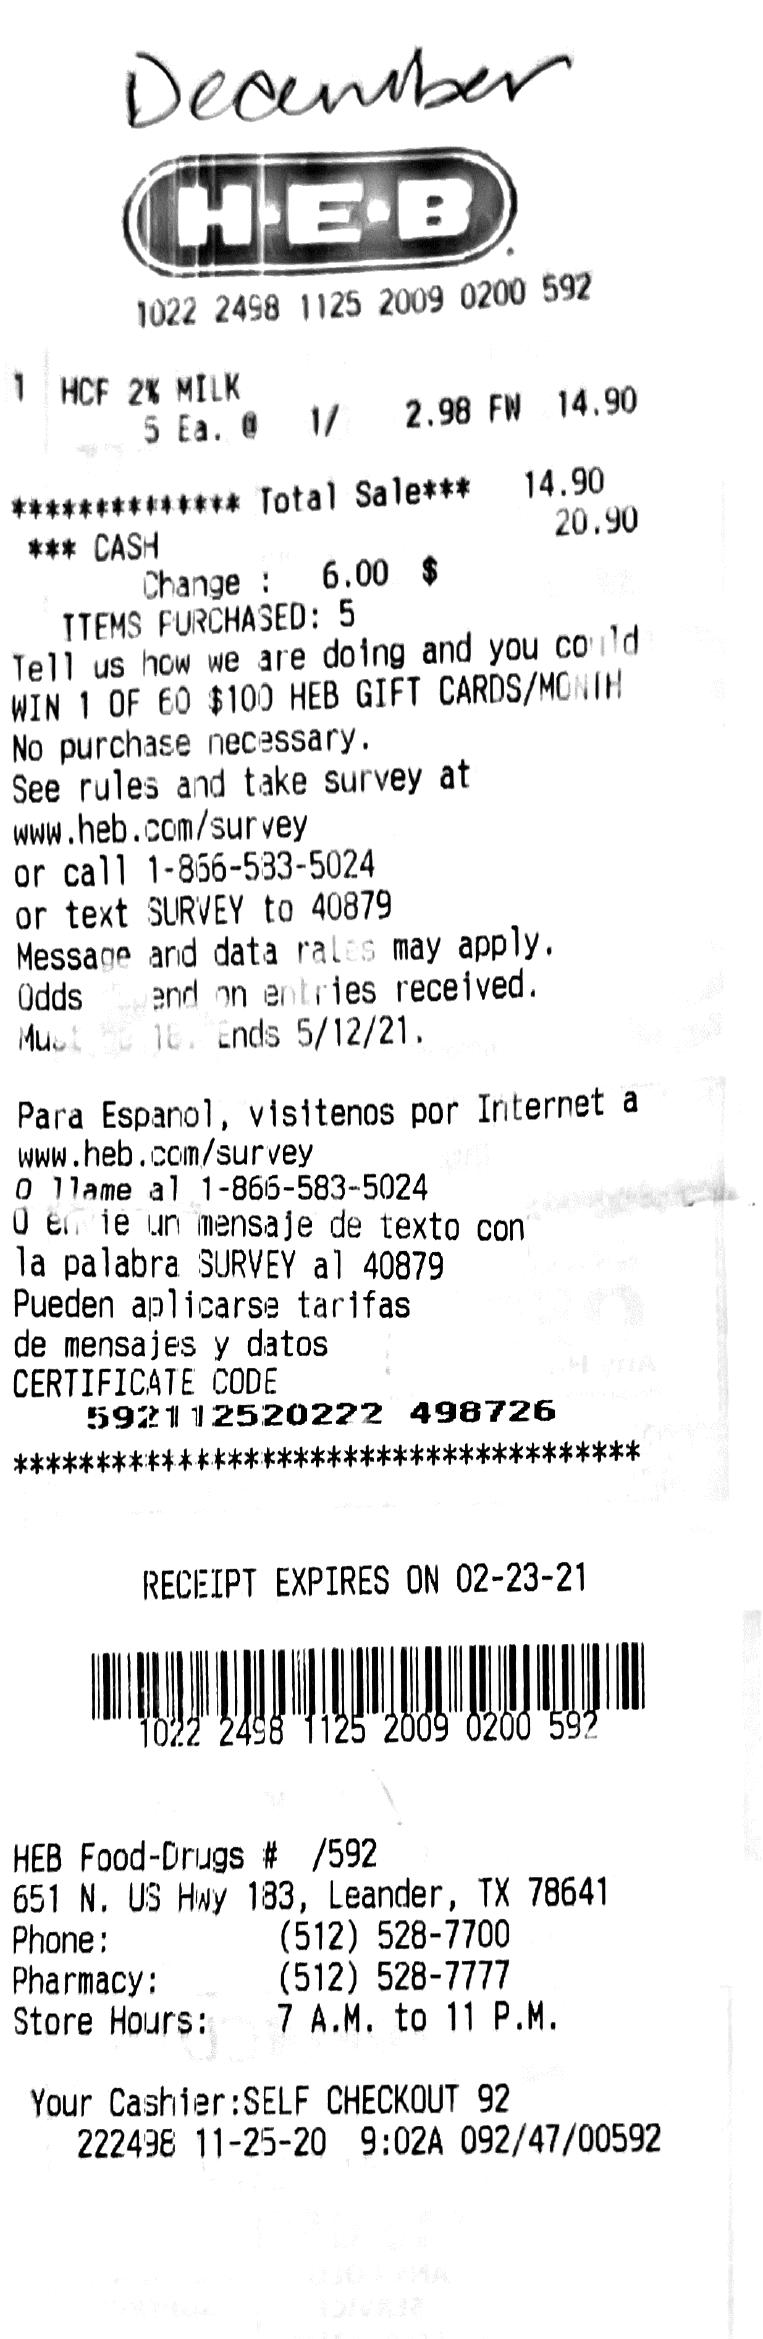 December
H-E-B
1022 2498 1125 2009 0200 592
1 HCF 2% MILK
5 Ea. @ 1/ 2.98 FW 14.90
************** Total Sale*** 14.90
*** CASH 20.90
Change : 6.00 $
ITEMS PURCHASED: 5
Tell us how we are doing and you could
WIN 1 OF 60 $100 HEB GIFT CARDS/MONTH
No purchase necessary.
See rules and take survey at
www.heb.com/survey
or call 1-866-583-5024
or text SURVEY to 40879
Message and data rates may apply.
Odds on entries received.
Ends 5/12/21.
Para Espanol, visitenos por Internet a
www.heb.com/survey
O llame al 1-866-583-5024
O envie un mensaje de texto con
la palabra SURVEY al 40879
Pueden aplicarse tarifas
de mensajes y datos
CERTIFICATE CODE
592112520222 498726
**************************************
RECEIPT EXPIRES ON 02-23-21
1022 2498 1125 2009 0200 592
HEB Food-Drugs # /592
651 N. US Hwy 183, Leander, TX 78641
Phone: (512) 528-7700
Pharmacy: (512) 528-7777
Store Hours: 7 A.M. to 11 P.M.
Your Cashier:SELF CHECKOUT 92
222498 11-25-20 9:02A 092/47/00592